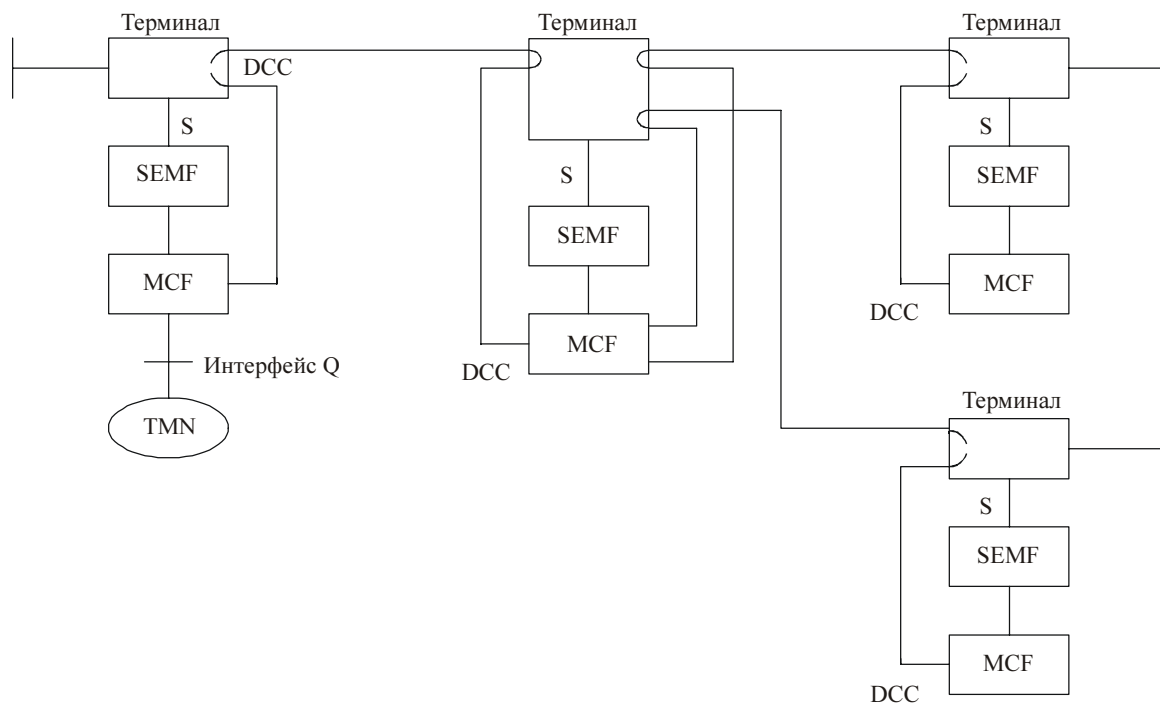 Терминал
DCC
S
SEMF
MCF
Интерфейс Q
TMN
Терминал
S
SEMF
MCF
DCC
Терминал
S
SEMF
MCF
DCC
Терминал
S
SEMF
MCF
DCC